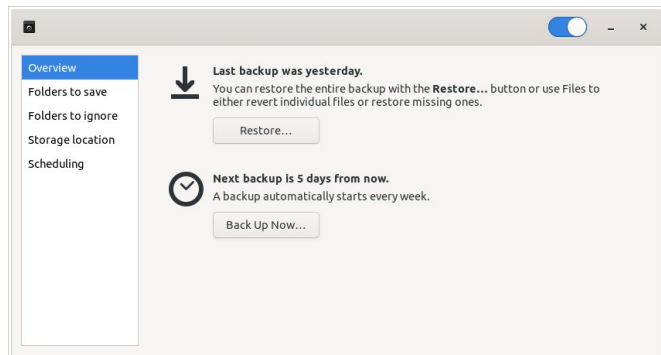 Overview
Folders to save
Folders to ignore
Storage location
Scheduling
Last backup was yesterday.
You can restore the entire backup with the Restore... button or use Files to
either revert individual files or restore missing ones.
Restore...
Next backup is 5 days from now.
A backup automatically starts every week.
Back Up Now...